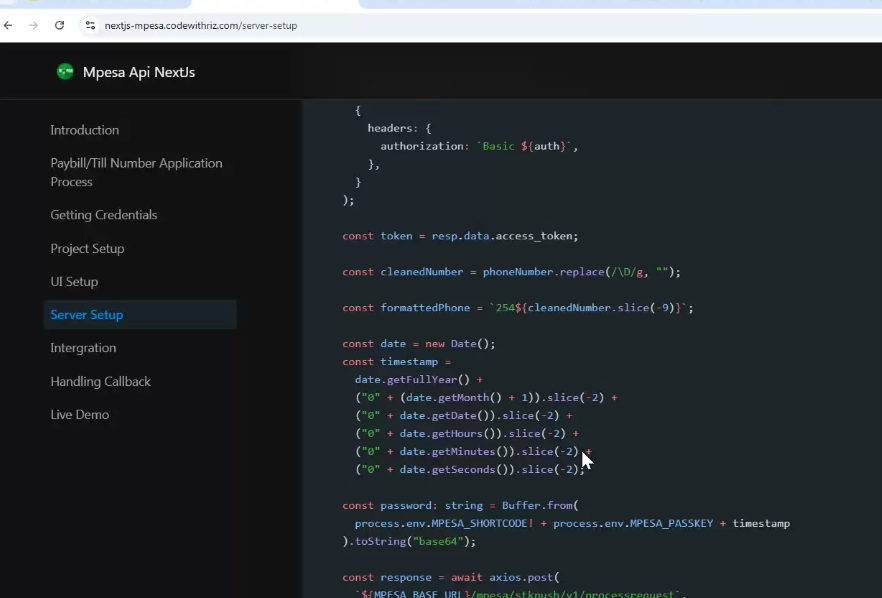 nextjs-mpesa.codewithriz.com/server-setup
Mpesa Api NextJs
Introduction
Paybill/Till Number Application
Process
Getting Credentials
Project Setup
UI Setup
Server Setup
Intergration
Handling Callback
Live Demo
{
headers: {
authorization: `Basic ${auth}`,
},
}
);
const token = resp.data.access_token;
const cleanedNumber = phoneNumber.replace(/\D/g, "");
const formattedPhone = `254${cleanedNumber.slice(-9)}`;
const date = new Date();
const timestamp =
date.getFullYear() +
("0" + (date.getMonth() + 1)).slice(-2) +
("0" + date.getDate()).slice(-2) +
("0" + date.getHours()).slice(-2) +
("0" + date.getMinutes()).slice(-2) +
("0" + date.getSeconds()).slice(-2);
const password: string = Buffer.from(
process.env.MPESA_SHORTCODE! + process.env.MPESA_PASSKEY + timestamp
).toString("base64");
const response = await axios.post(
`${MPESA_BASE_URL}/mpesa/stkpush/v1/processrequest`,